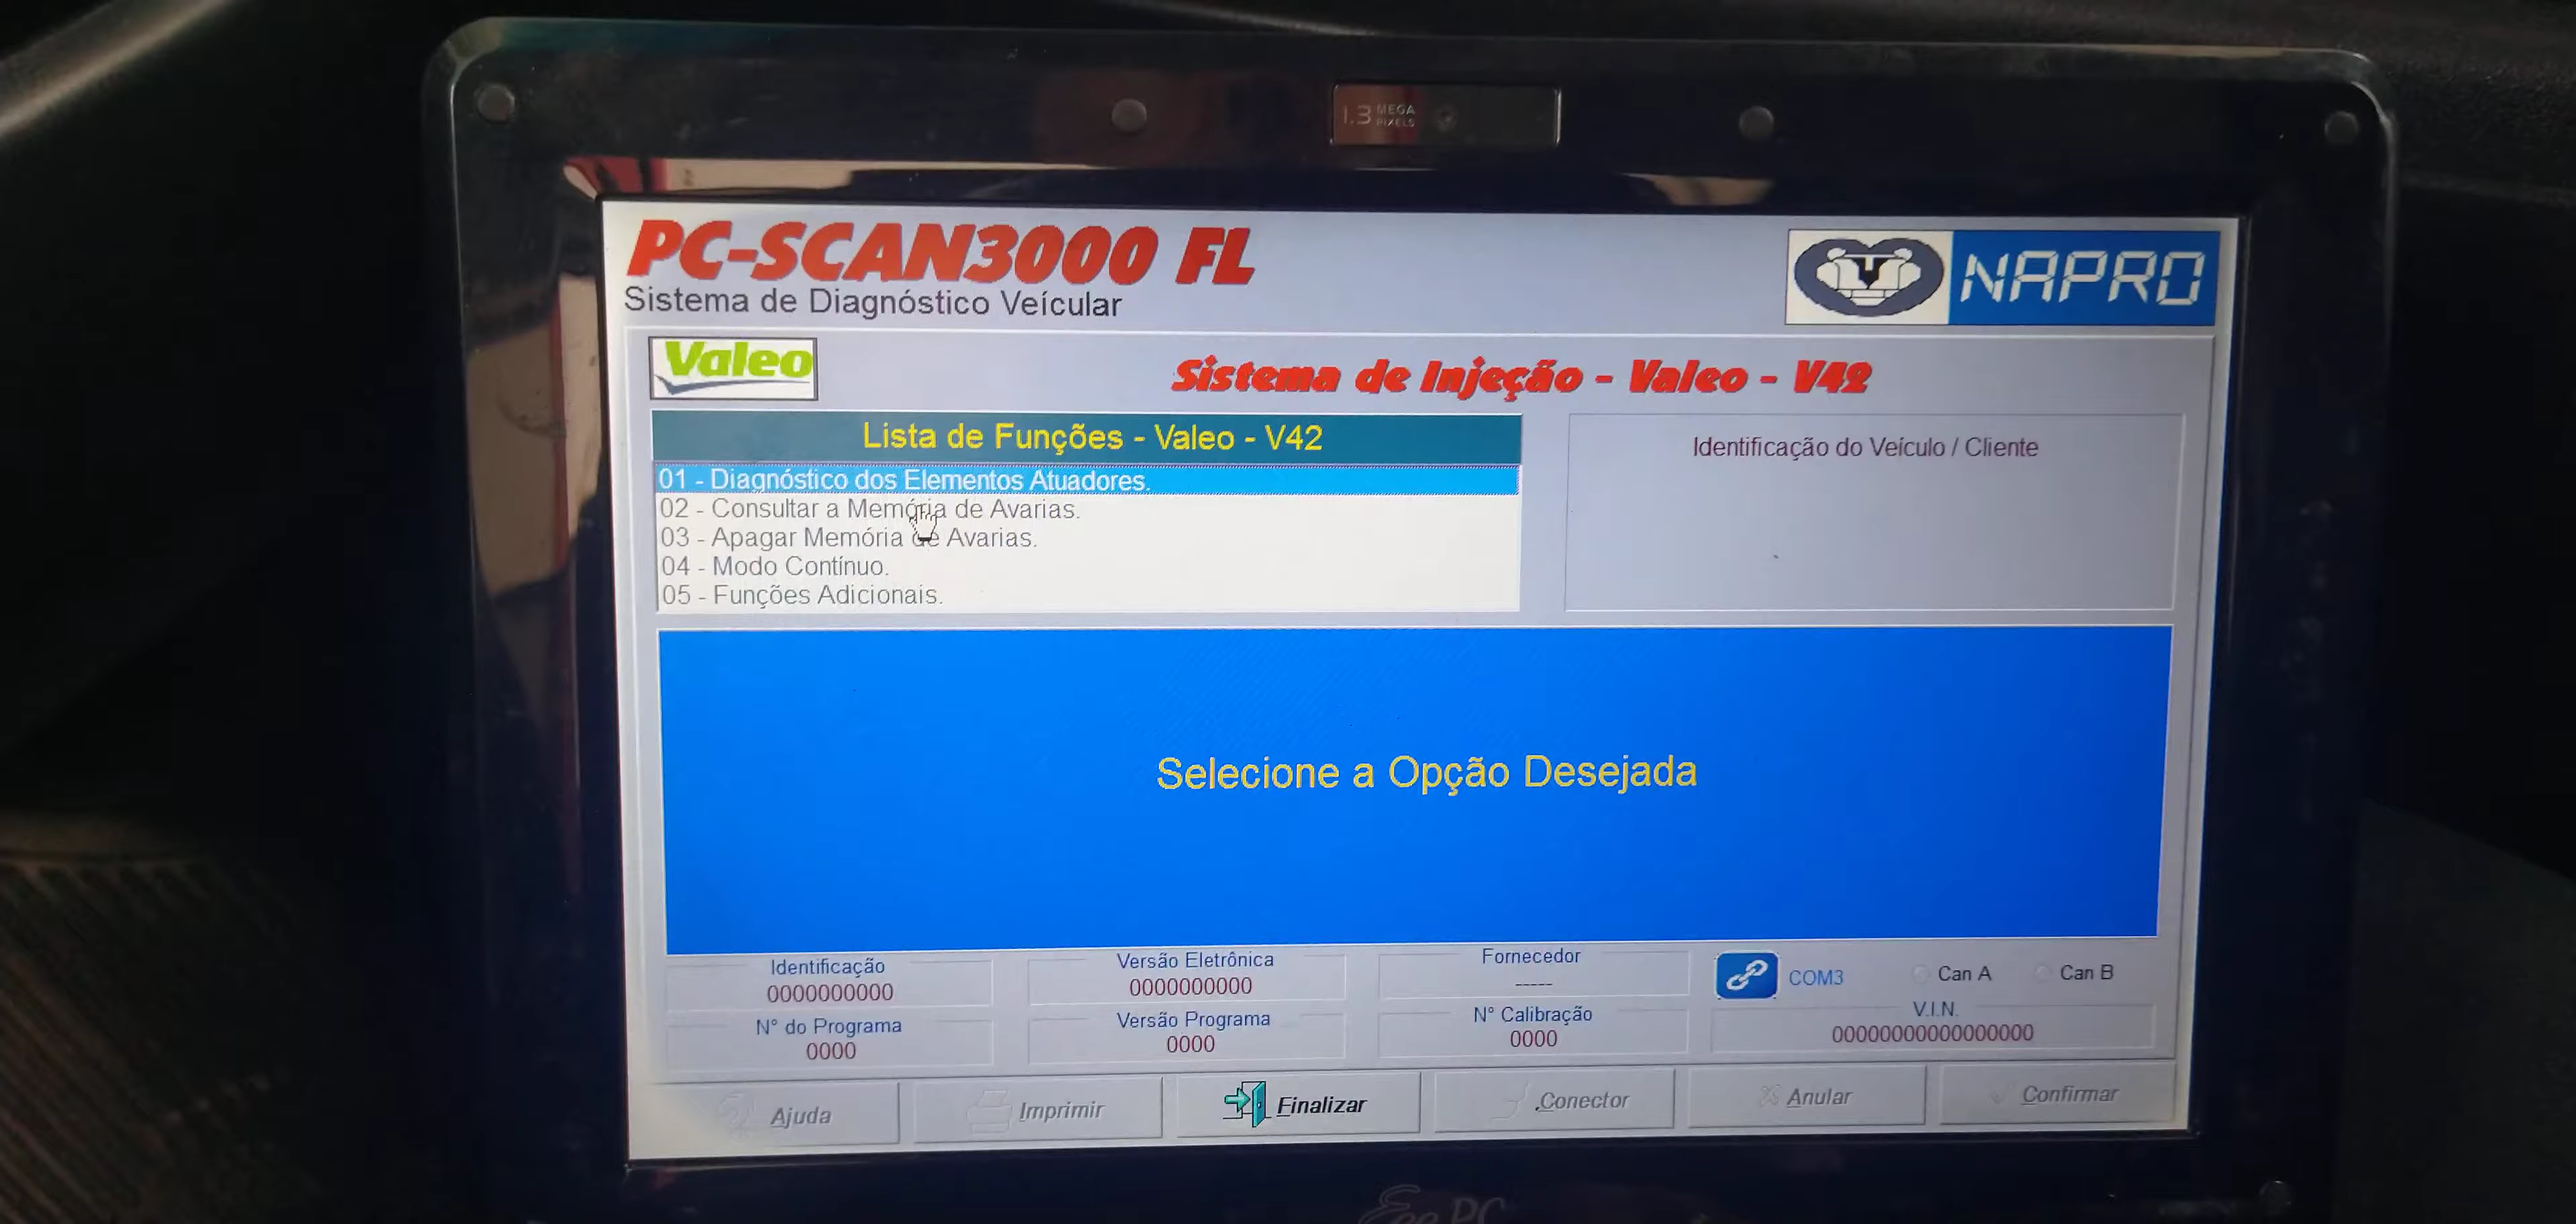 1.3 MEGA PIXELS
PC-SCAN3000 FL
Sistema de Diagnóstico Veícular
NAPRO
Valeo
Sistema de Injeção - Valeo - V42
Lista de Funções - Valeo - V42
01 - Diagnóstico dos Elementos Atuadores.
02 - Consultar a Memória de Avarias.
03 - Apagar Memória de Avarias.
04 - Modo Contínuo.
05 - Funções Adicionais.
Identificação do Veículo / Cliente
Selecione a Opção Desejada
Identificação
0000000000
Versão Eletrônica
0000000000
Fornecedor
-----
COM3
Can A
Can B
N° do Programa
0000
Versão Programa
0000
N° Calibração
0000
V.I.N.
00000000000000000
Ajuda
Imprimir
Finalizar
Conector
Anular
Confirmar
Eee PC